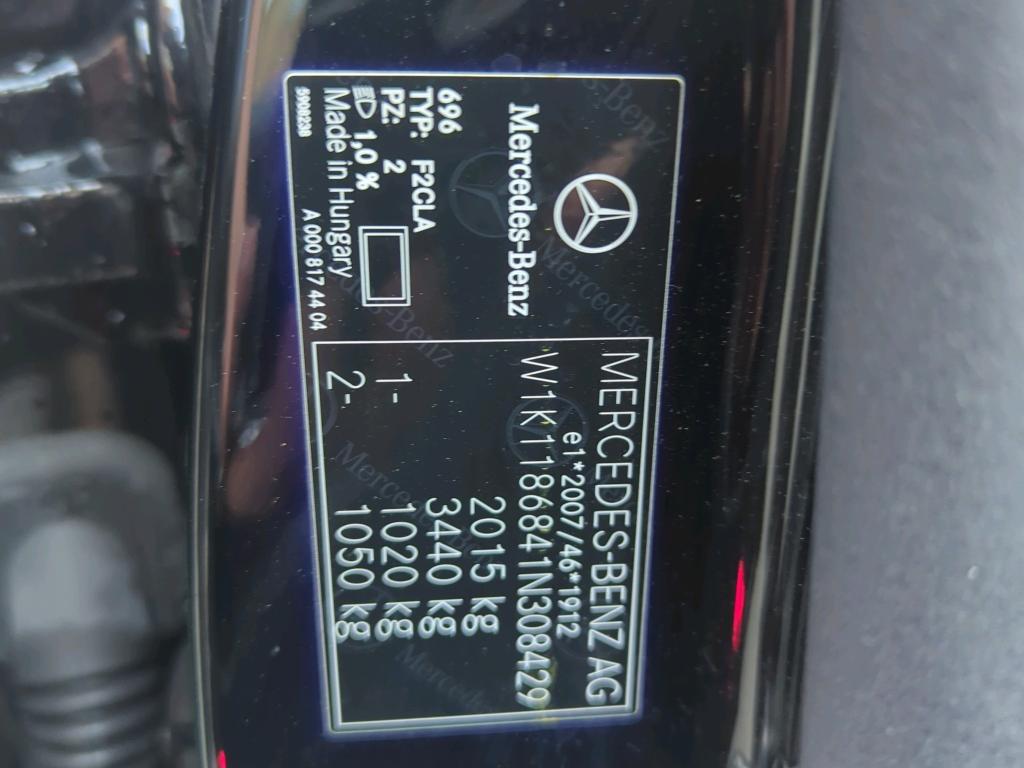 Mercedes-Benz
696
TYP: F2CLA
PZ: 2
1,0 %
Made in Hungary
5908238
A 000 817 44 04
MERCEDES-BENZ AG
e1*2007/46*1912
W1K1186841N308429
2015 kg
3440 kg
1- 1020 kg
2- 1050 kg